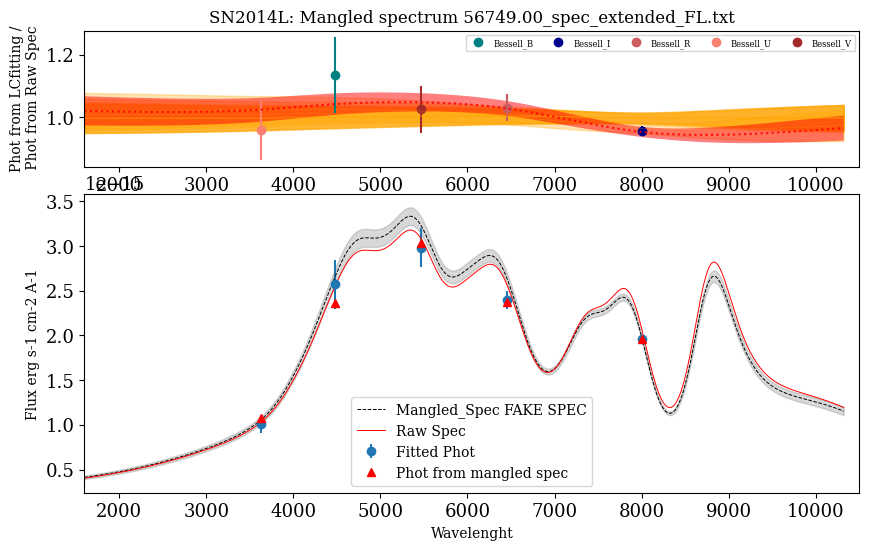 SN2014L: Mangled spectrum 56749.00_spec_extended_FL.txt
Phot from LCfitting /
Phot from Raw Spec
1.2
1.0
Bessell_B Bessell_I Bessell_R Bessell_U Bessell_V
2000 3000 4000 5000 6000 7000 8000 9000 10000
1e−15
Flux erg s-1 cm-2 A-1
3.5
3.0
2.5
2.0
1.5
1.0
0.5
Mangled_Spec FAKE SPEC
Raw Spec
Fitted Phot
Phot from mangled spec
2000 3000 4000 5000 6000 7000 8000 9000 10000
Wavelenght